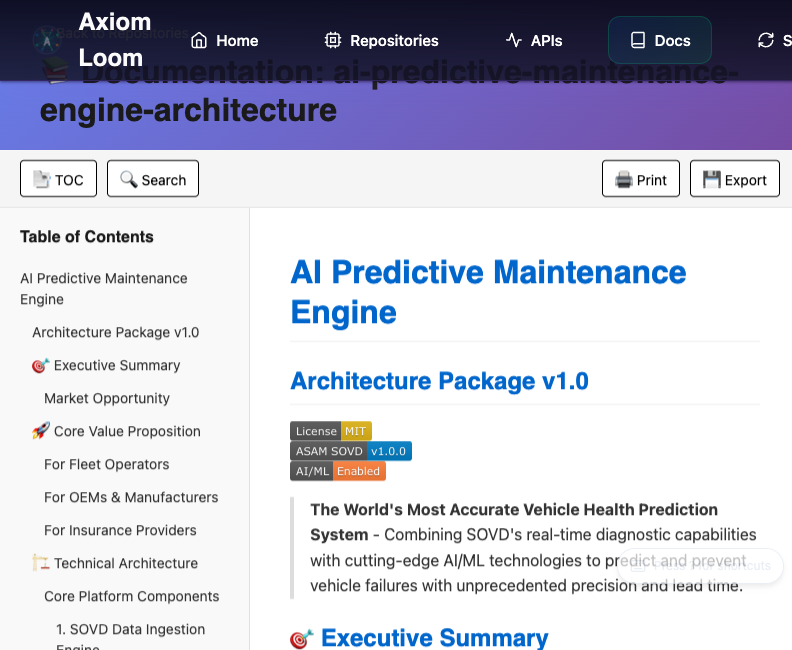 Axiom
Loom
Back to Repositories
Home
Repositories
APIs
Docs
S
Documentation: ai-predictive-maintenance-
engine-architecture
TOC
Search
Print
Export
Table of Contents
AI Predictive Maintenance
Engine
Architecture Package v1.0
🎯 Executive Summary
Market Opportunity
🚀 Core Value Proposition
For Fleet Operators
For OEMs & Manufacturers
For Insurance Providers
🏗️ Technical Architecture
Core Platform Components
1. SOVD Data Ingestion
Engine
AI Predictive Maintenance
Engine
Architecture Package v1.0
License MIT
ASAM SOVD v1.0.0
AI/ML Enabled
The World's Most Accurate Vehicle Health Prediction
System - Combining SOVD's real-time diagnostic capabilities
with cutting-edge AI/ML technologies to predict and prevent
vehicle failures with unprecedented precision and lead time.
🎯 Executive Summary